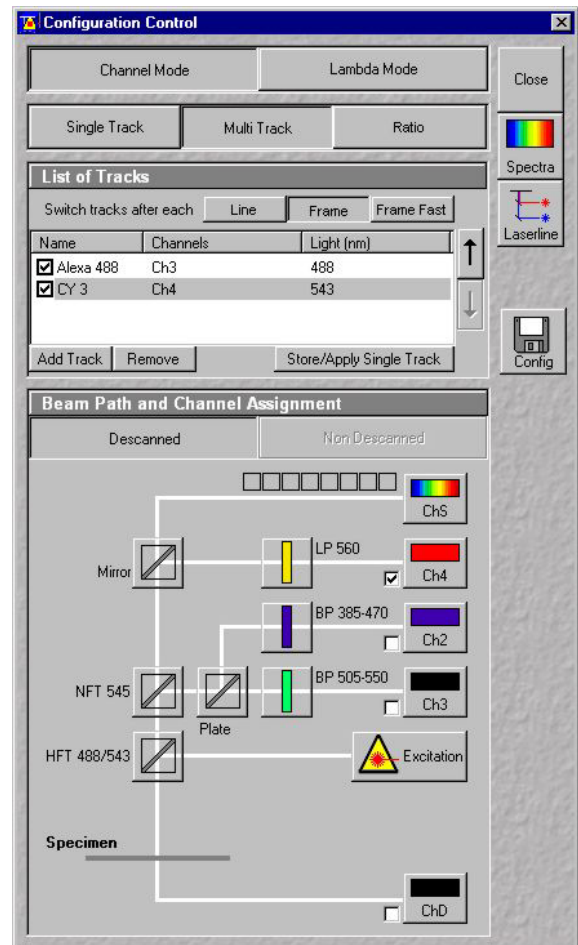 Configuration Control
Channel Mode Lambda Mode
Close
Single Track Multi Track Ratio
Spectra
List of Tracks
Switch tracks after each Line Frame Frame Fast
Laserline
Name Channels Light (nm)
Alexa 488 Ch3 488
CY 3 Ch4 543
Add Track Remove Store/Apply Single Track
Config
Beam Path and Channel Assignment
Descanned Non Descanned
ChS
LP 560
Mirror Ch4
BP 385-470
Ch2
BP 505-550
NFT 545 Ch3
Plate
HFT 488/543 Excitation
Specimen
ChD